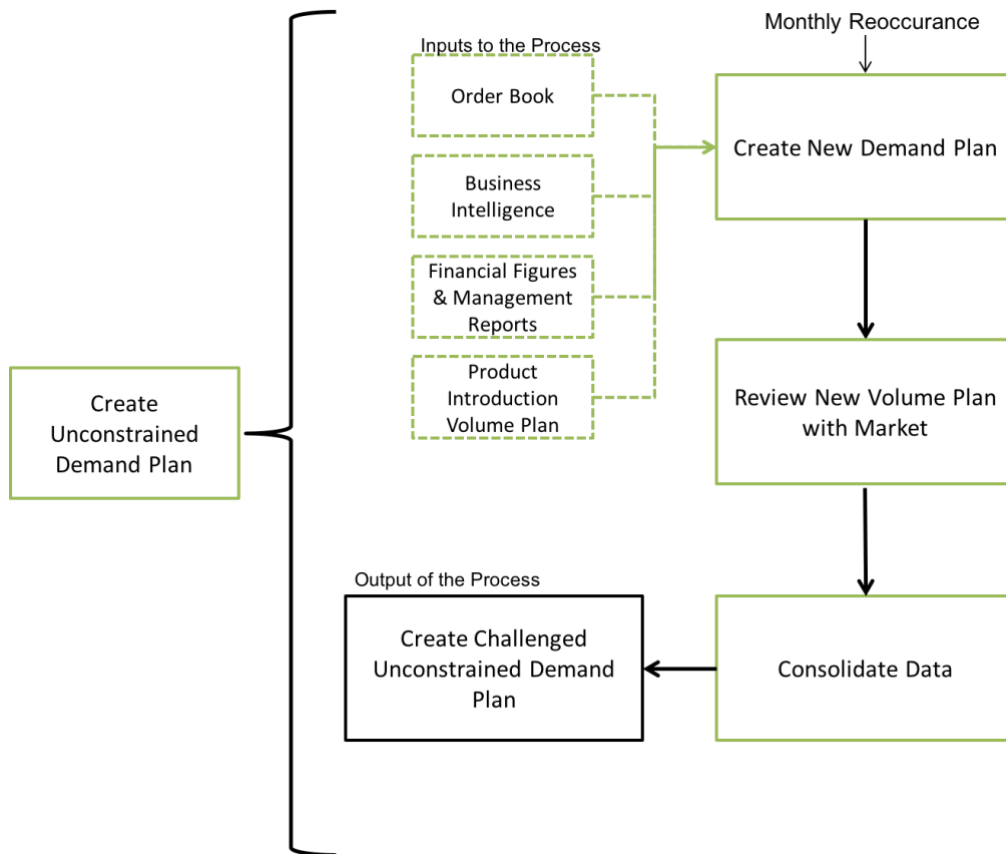 Monthly Reoccurance
Inputs to the Process
Order Book
Create New Demand Plan
Business
Intelligence
Financial Figures
& Management
Reports
Product
Introduction
Volume Plan
Create
Unconstrained
Demand Plan
Review New Volume Plan
with Market
Output of the Process
Create Challenged
Unconstrained Demand
Plan
Consolidate Data